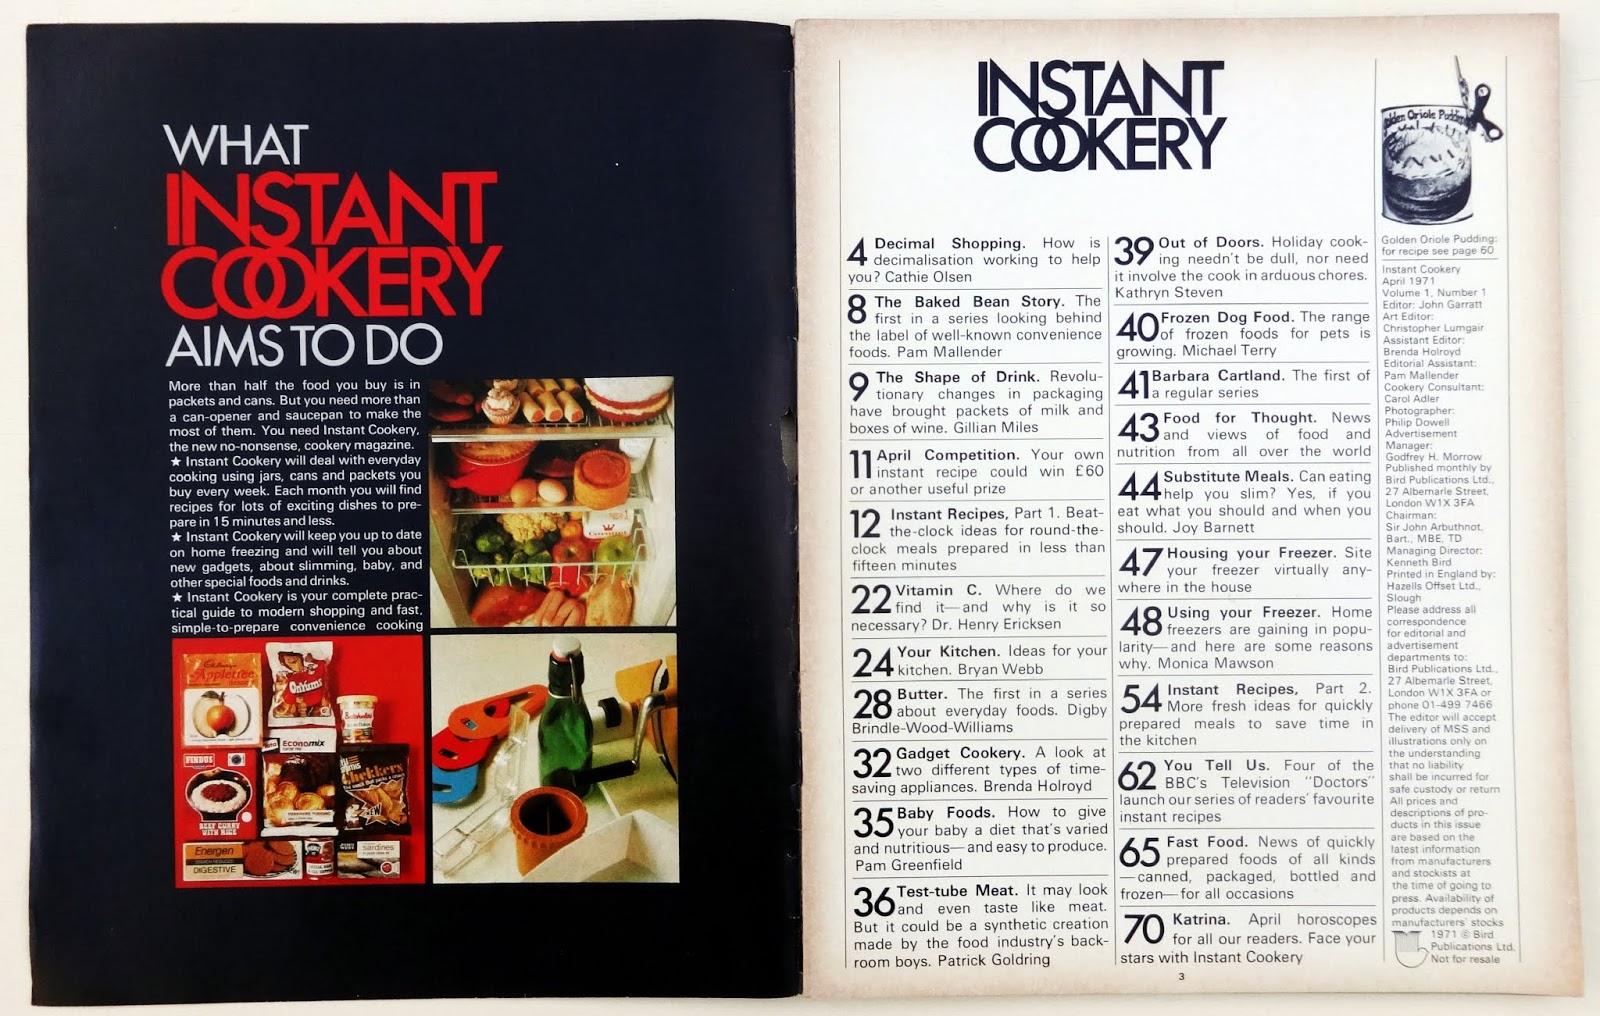 WHAT
INSTANT
COOKERY
AIMS TO DO
More than half the food you buy is in
packets and cans. But you need more than
a can-opener and saucepan to make the
most of them. You need Instant Cookery,
the new no-nonsense, cookery magazine.
★ Instant Cookery will deal with everyday
cooking using jars, cans and packets you
buy every week. Each month you will find
recipes for lots of exciting dishes to pre-
pare in 15 minutes and less.
★ Instant Cookery will keep you up to date
on home freezing and will tell you about
new gadgets, about slimming, baby, and
other special foods and drinks.
★ Instant Cookery is your complete prac-
tical guide to modern shopping and fast,
simple-to-prepare convenience cooking
Appletree
OnYums
Batchelors
Economix
YORKSHIRE PUDDING
FINDUS
BEEF CURRY
WITH RICE
Chekkers
NEW
Energen
STARCH REDUCED
DIGESTIVE
sardines
INSTANT
COOKERY
4 Decimal Shopping. How is
decimalisation working to help
you? Cathie Olsen
8 The Baked Bean Story. The
first in a series looking behind
the label of well-known convenience
foods. Pam Mallender
9 The Shape of Drink. Revolu-
tionary changes in packaging
have brought packets of milk and
boxes of wine. Gillian Miles
11 April Competition. Your own
instant recipe could win £60
or another useful prize
12 Instant Recipes, Part 1. Beat-
the-clock ideas for round-the-
clock meals prepared in less than
fifteen minutes
22 Vitamin C. Where do we
find it—and why is it so
necessary? Dr. Henry Ericksen
24 Your Kitchen. Ideas for your
kitchen. Bryan Webb
28 Butter. The first in a series
about everyday foods. Digby
Brindle-Wood-Williams
32 Gadget Cookery. A look at
two different types of time-
saving appliances. Brenda Holroyd
35 Baby Foods. How to give
your baby a diet that's varied
and nutritious—and easy to produce.
Pam Greenfield
36 Test-tube Meat. It may look
and even taste like meat.
But it could be a synthetic creation
made by the food industry's back-
room boys. Patrick Goldring
39 Out of Doors. Holiday cook-
ing needn't be dull, nor need
it involve the cook in arduous chores.
Kathryn Steven
40 Frozen Dog Food. The range
of frozen foods for pets is
growing. Michael Terry
41 Barbara Cartland. The first of
a regular series
43 Food for Thought. News
and views of food and
nutrition from all over the world
44 Substitute Meals. Can eating
help you slim? Yes, if you
eat what you should and when you
should. Joy Barnett
47 Housing your Freezer. Site
your freezer virtually any-
where in the house
48 Using your Freezer. Home
freezers are gaining in popu-
larity—and here are some reasons
why. Monica Mawson
54 Instant Recipes, Part 2.
More fresh ideas for quickly
prepared meals to save time in
the kitchen
62 You Tell Us. Four of the
BBC's Television "Doctors"
launch our series of readers' favourite
instant recipes
65 Fast Food. News of quickly
prepared foods of all kinds
—canned, packaged, bottled and
frozen—for all occasions
70 Katrina. April horoscopes
for all our readers. Face your
stars with Instant Cookery
3
Golden Oriole Pudding
Golden Oriole Pudding:
for recipe see page 60
Instant Cookery
April 1971
Volume 1, Number 1
Editor: John Garratt
Art Editor:
Christopher Lumgair
Assistant Editor:
Brenda Holroyd
Editorial Assistant:
Pam Mallender
Cookery Consultant:
Carol Adler
Photographer:
Philip Dowell
Advertisement
Manager:
Godfrey H. Morrow
Published monthly by
Bird Publications Ltd.,
27 Albemarle Street,
London W1X 3FA
Chairman:
Sir John Arbuthnot,
Bart., MBE, TD
Managing Director:
Kenneth Bird
Printed in England by:
Hazells Offset Ltd.,
Slough
Please address all
correspondence
for editorial and
advertisement
departments to:
Bird Publications Ltd.,
27 Albemarle Street,
London W1X 3FA or
phone 01-499 7466
The editor will accept
delivery of MSS and
illustrations only on
the understanding
that no liability
shall be incurred for
safe custody or return
All prices and
descriptions of pro-
ducts in this issue
are based on the
latest information
from manufacturers
and stockists at
the time of going to
press. Availability of
products depends on
manufacturers' stocks
1971 © Bird
Publications Ltd.
Not for resale